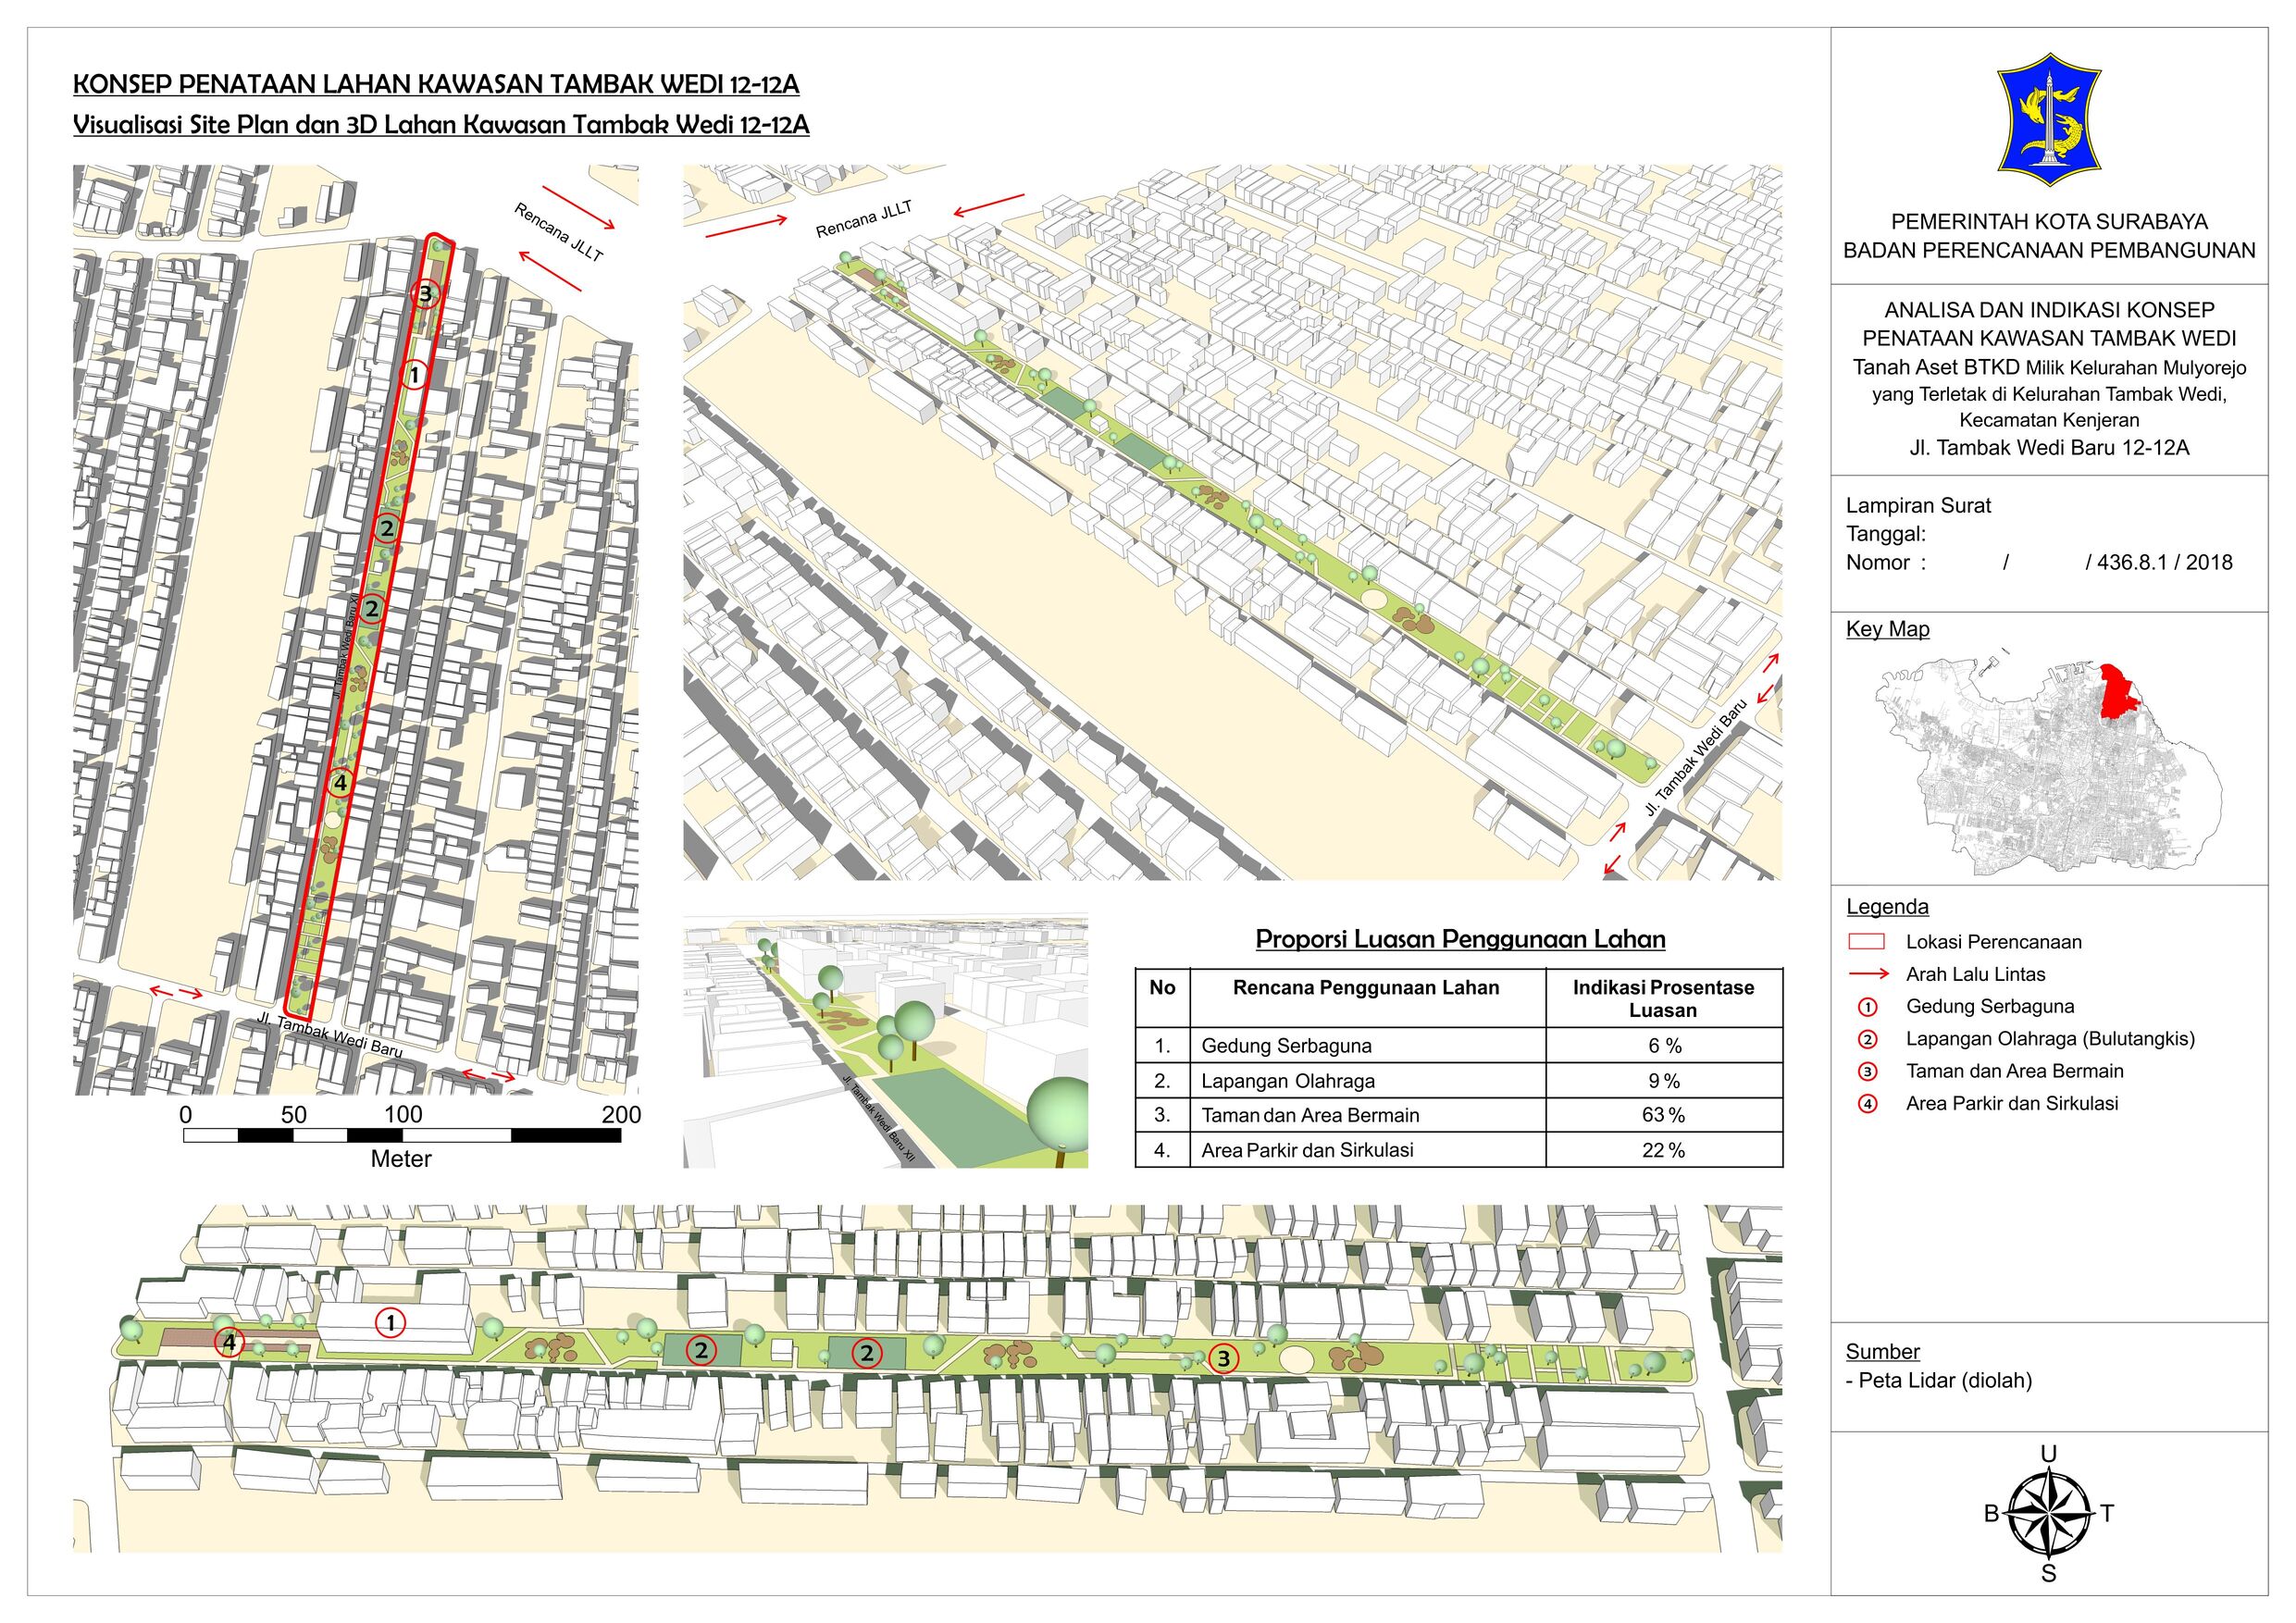 KONSEP PENATAAN LAHAN KAWASAN TAMBAK WEDI 12-12A
Visualisasi Site Plan dan 3D Lahan Kawasan Tambak Wedi 12-12A
Rencana JLLT
3
1
2
2
4
Jl. Tambak Wedi Baru XII
Jl. Tambak Wedi Baru
0 50 100 200
Meter
Rencana JLLT
Jl. Tambak Wedi Baru
Jl. Tambak Wedi Baru XII
Proporsi Luasan Penggunaan Lahan
No Rencana Penggunaan Lahan Indikasi Prosentase
Luasan
1. Gedung Serbaguna 6 %
2. Lapangan Olahraga 9 %
3. Taman dan Area Bermain 63 %
4. Area Parkir dan Sirkulasi 22 %
4
1
2
2
3
PEMERINTAH KOTA SURABAYA
BADAN PERENCANAAN PEMBANGUNAN
ANALISA DAN INDIKASI KONSEP
PENATAAN KAWASAN TAMBAK WEDI
Tanah Aset BTKD Milik Kelurahan Mulyorejo
yang Terletak di Kelurahan Tambak Wedi,
Kecamatan Kenjeran
Jl. Tambak Wedi Baru 12-12A
Lampiran Surat
Tanggal:
Nomor : / / 436.8.1 / 2018
Key Map
Legenda
Lokasi Perencanaan
Arah Lalu Lintas
1 Gedung Serbaguna
2 Lapangan Olahraga (Bulutangkis)
3 Taman dan Area Bermain
4 Area Parkir dan Sirkulasi
Sumber
- Peta Lidar (diolah)
U
B T
S